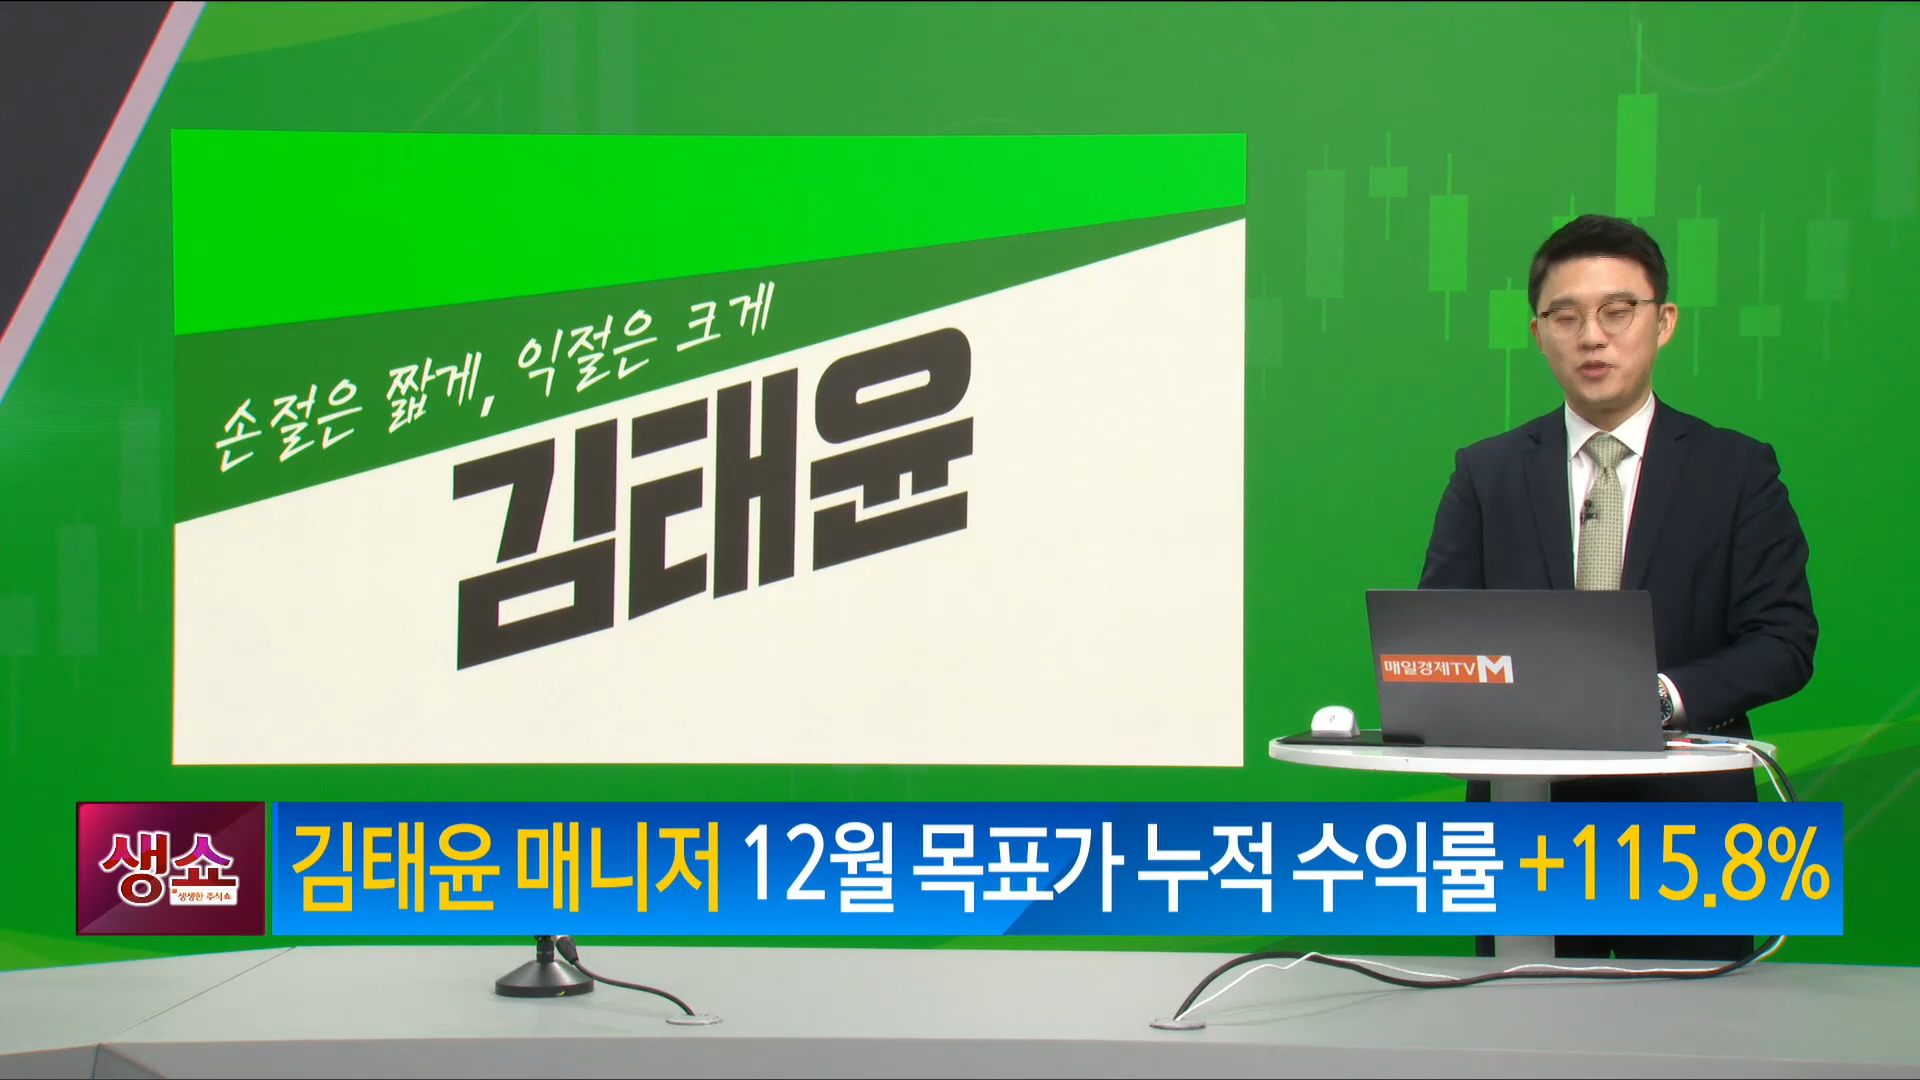 손절은 짧게, 익절은 크게
김태윤
매일경제TV M
생쇼
생생한 주식쇼
김태윤 매니저 12월 목표가 누적 수익률 +115.8%